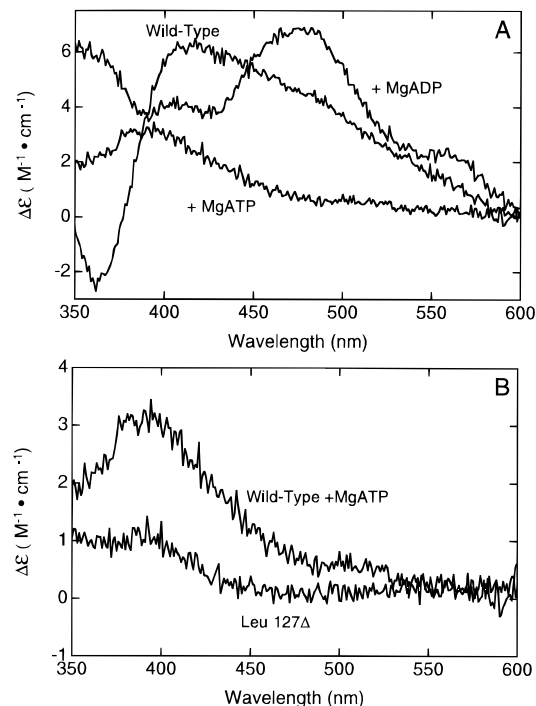 A
Wild-Type
+ MgADP
+ MgATP
6
4
2
0
-2
Δε ( M⁻¹ • cm⁻¹)
350 400 450 500 550 600
Wavelength (nm)
B
4
3
2
1
0
-1
Wild-Type +MgATP
Leu 127Δ
Δε ( M⁻¹ • cm⁻¹)
350 400 450 500 550 600
Wavelength (nm)